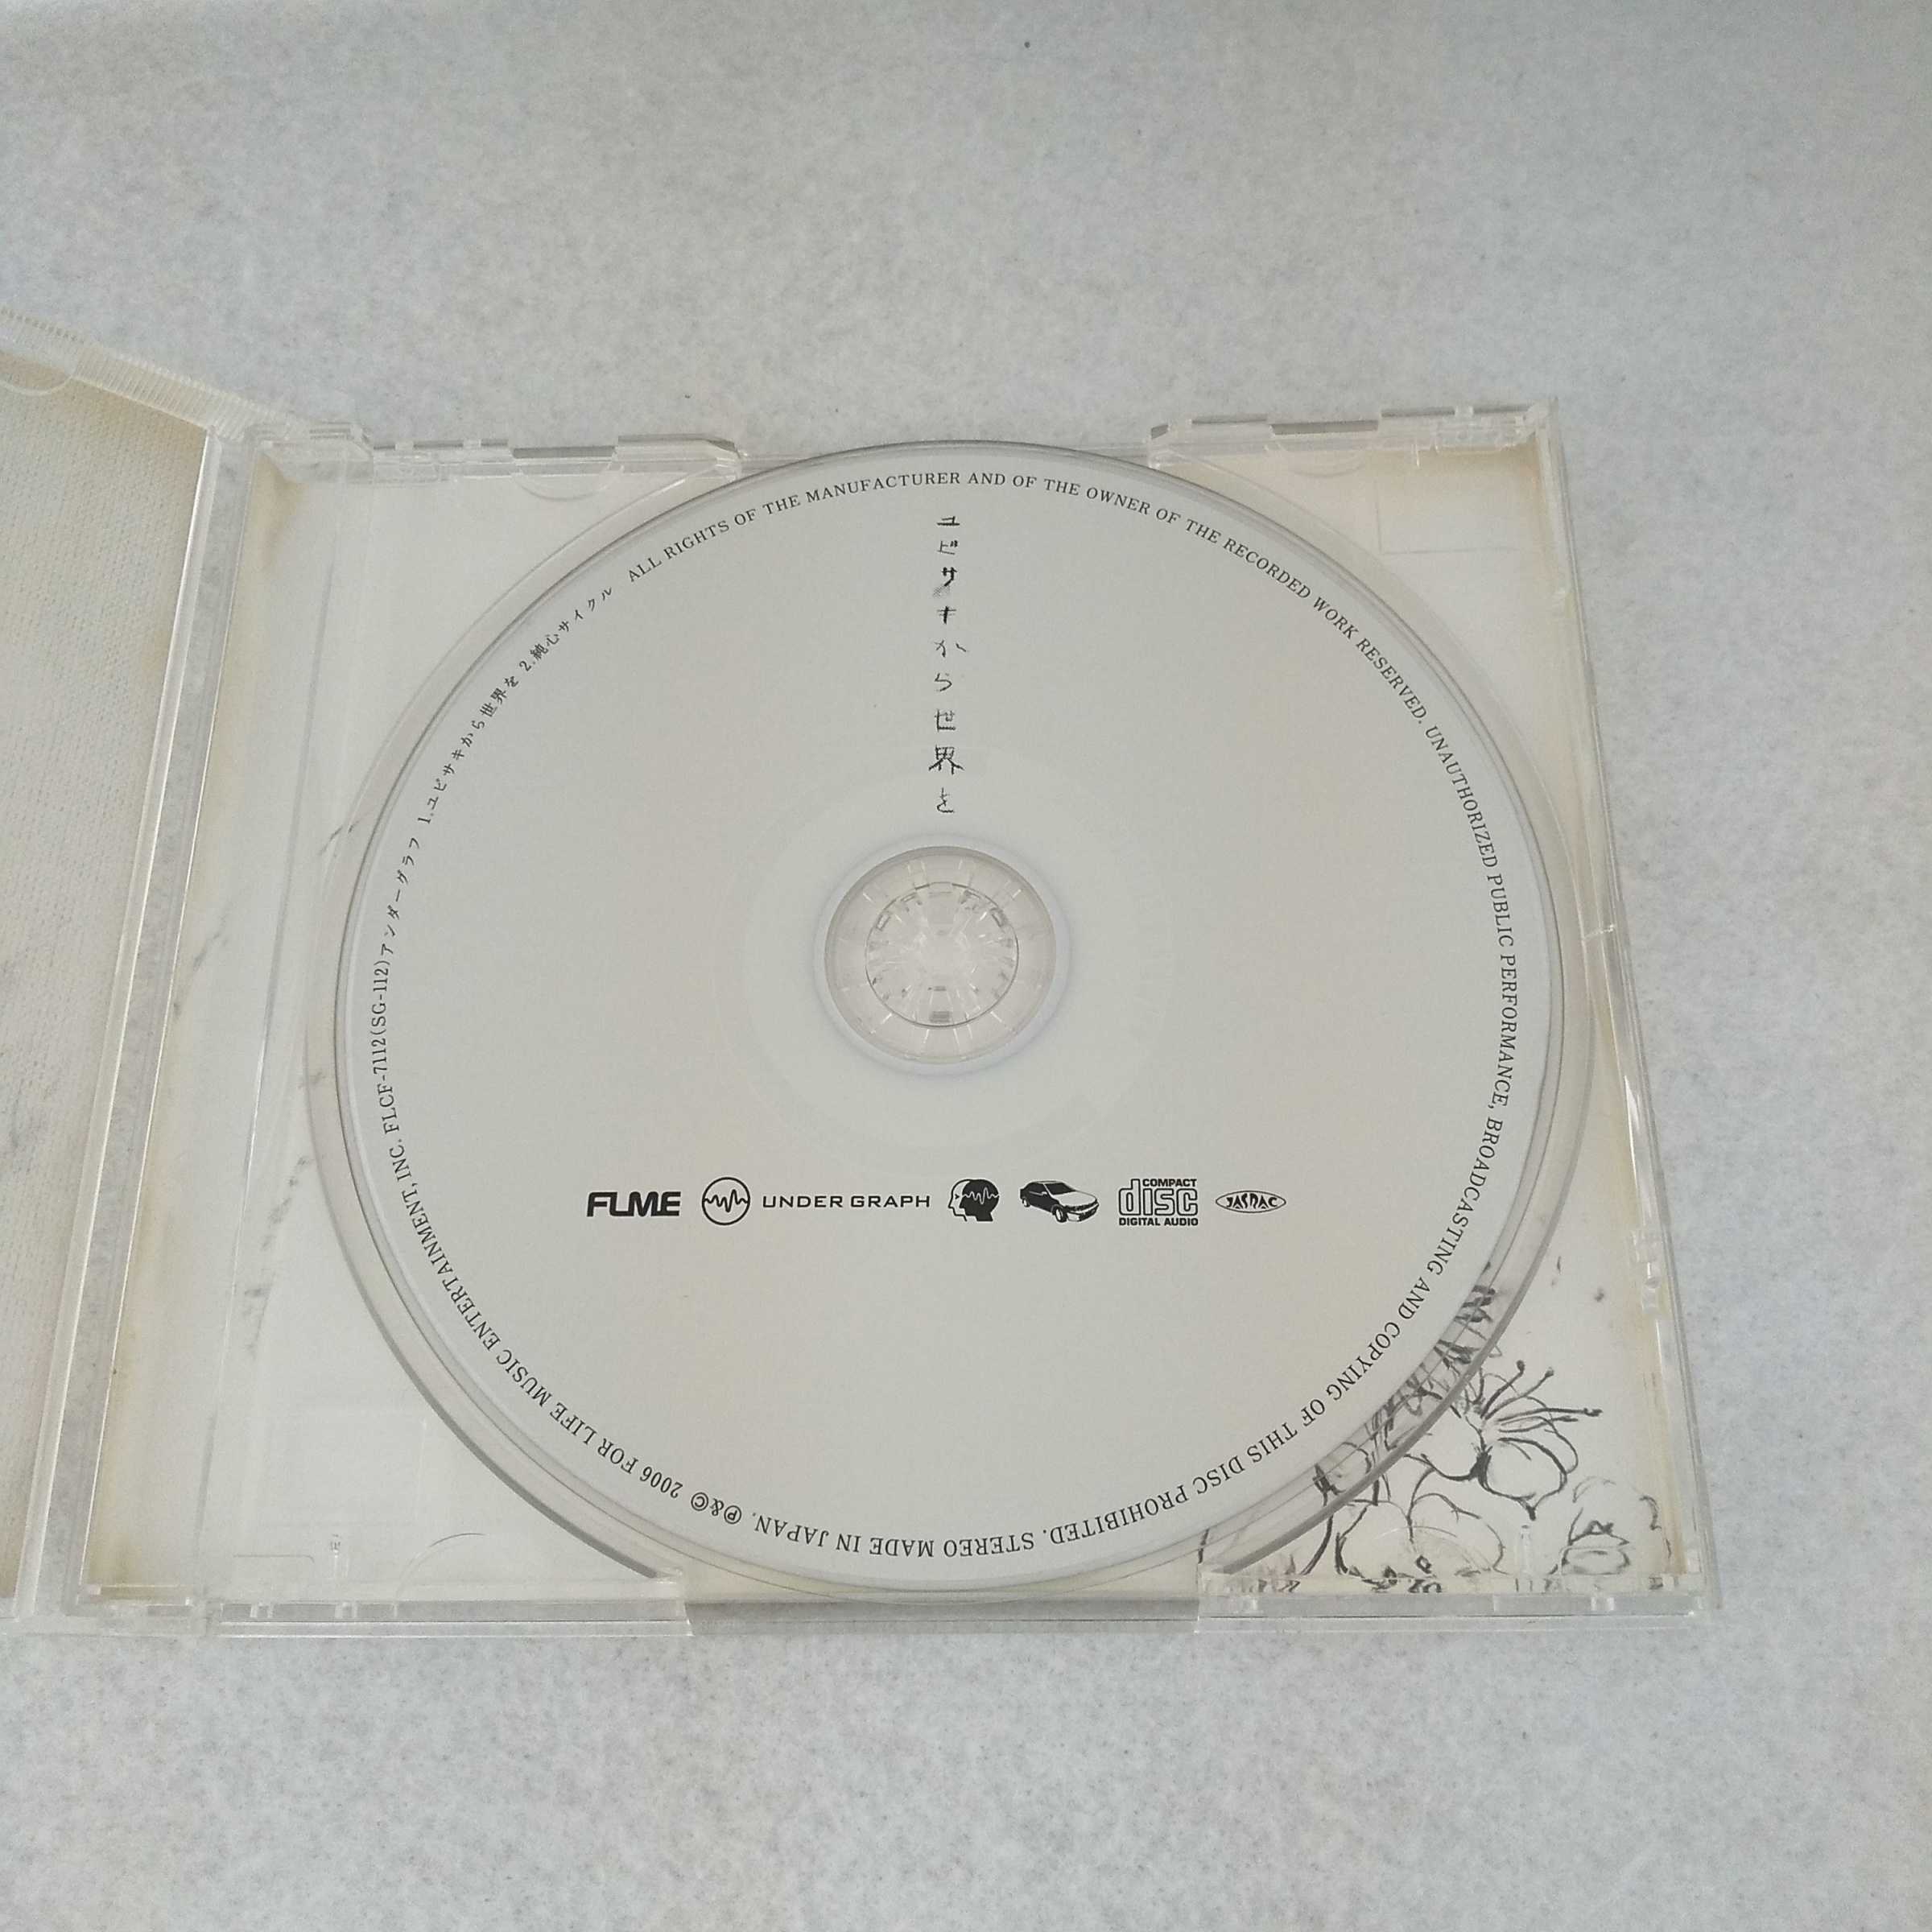 ユビサキから世界を
ALL RIGHTS OF THE MANUFACTURER AND OF THE OWNER OF THE RECORDED WORK RESERVED. UNAUTHORIZED PUBLIC PERFORMANCE, BROADCASTING AND COPYING OF THIS DISC PROHIBITED. STEREO MADE IN JAPAN. Ⓟ&© 2006 FOR LIFE MUSIC ENTERTAINMENT, INC. FLCF-7112(SG-112) アンダーグラフ 1.ユビサキから世界を 2.純心サイクル
FLME
UNDER GRAPH
COMPACT
disc
DIGITAL AUDIO
JASRAC